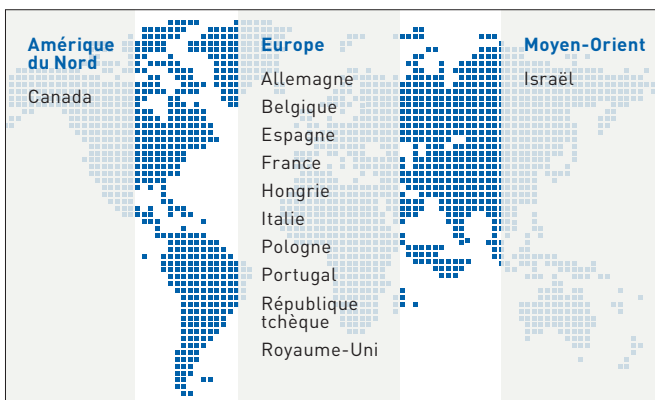 Amérique
du Nord
Canada
Europe
Allemagne
Belgique
Espagne
France
Hongrie
Italie
Pologne
Portugal
République
tchèque
Royaume-Uni
Moyen-Orient
Israël